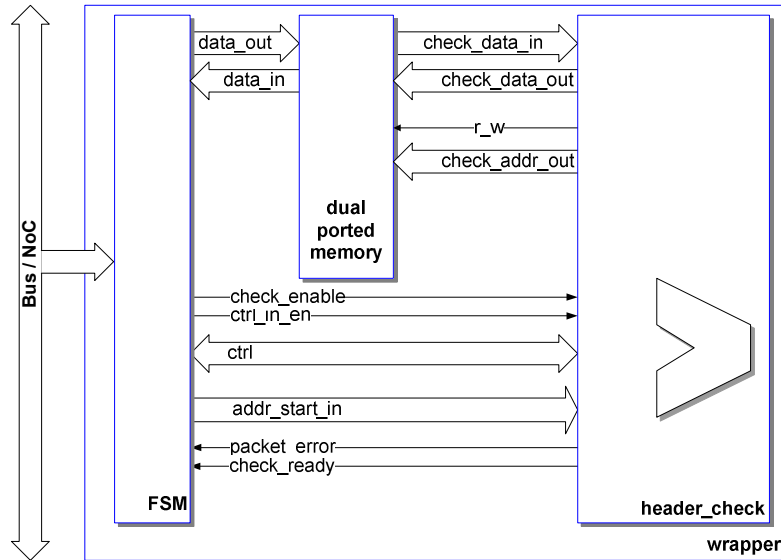 data_out
check_data_in
data_in
check_data_out
r_w
check_addr_out
dual
ported
memory
Bus / NoC
check_enable
ctrl_in_en
ctrl
addr_start_in
packet_error
check_ready
FSM
header_check
wrapper